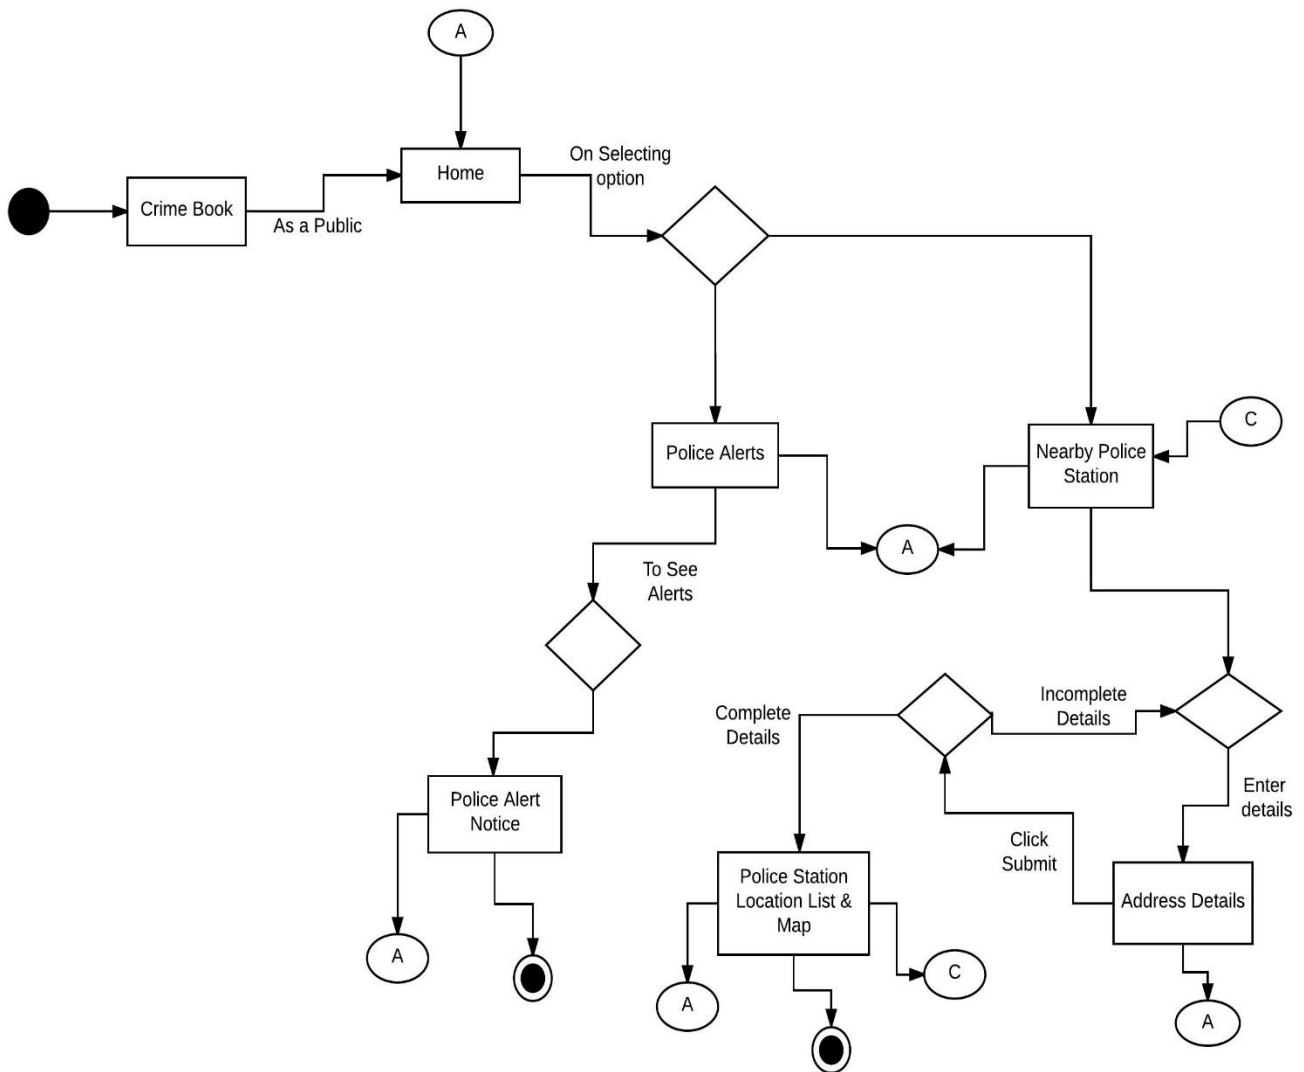 A
Home
On Selecting
option
Crime Book
As a Public
Police Alerts
Nearby Police
Station
C
A
To See
Alerts
Complete
Details
Incomplete
Details
Police Alert
Notice
Enter
details
Click
Submit
Police Station
Location List &
Map
Address Details
A
A
C
A